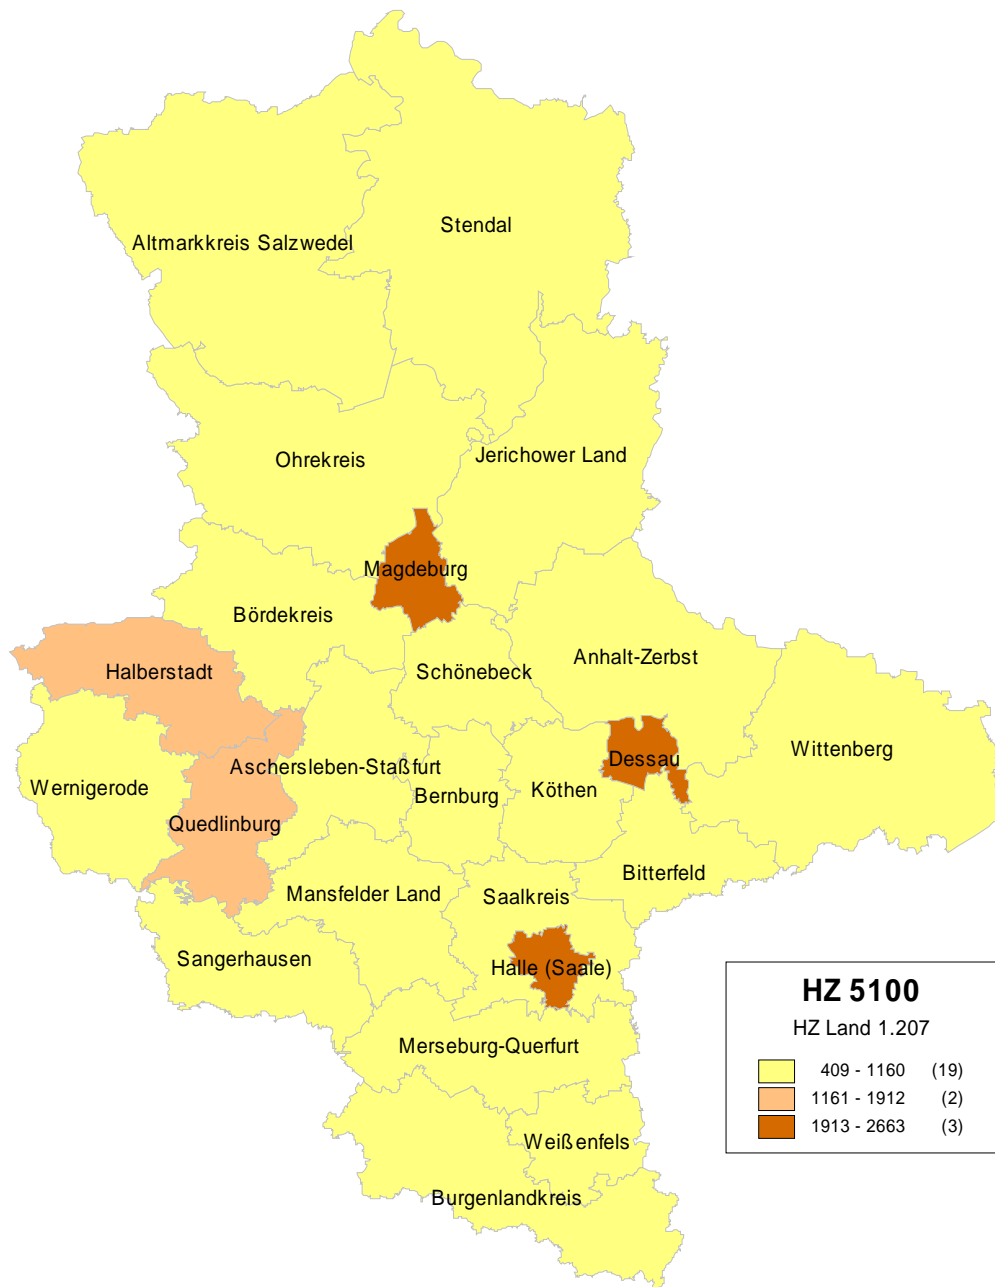 Stendal
Altmarkkreis Salzwedel
Ohrekreis
Jerichower Land
Magdeburg
Bördekreis
Halberstadt
Schönebeck
Anhalt-Zerbst
Wittenberg
Dessau
Aschersleben-Staßfurt
Wernigerode
Bernburg
Köthen
Quedlinburg
Bitterfeld
Mansfelder Land
Saalkreis
Sangerhausen
Halle (Saale)
Merseburg-Querfurt
Weißenfels
Burgenlandkreis
HZ 5100
HZ Land 1.207
409 - 1160 (19)
1161 - 1912 (2)
1913 - 2663 (3)